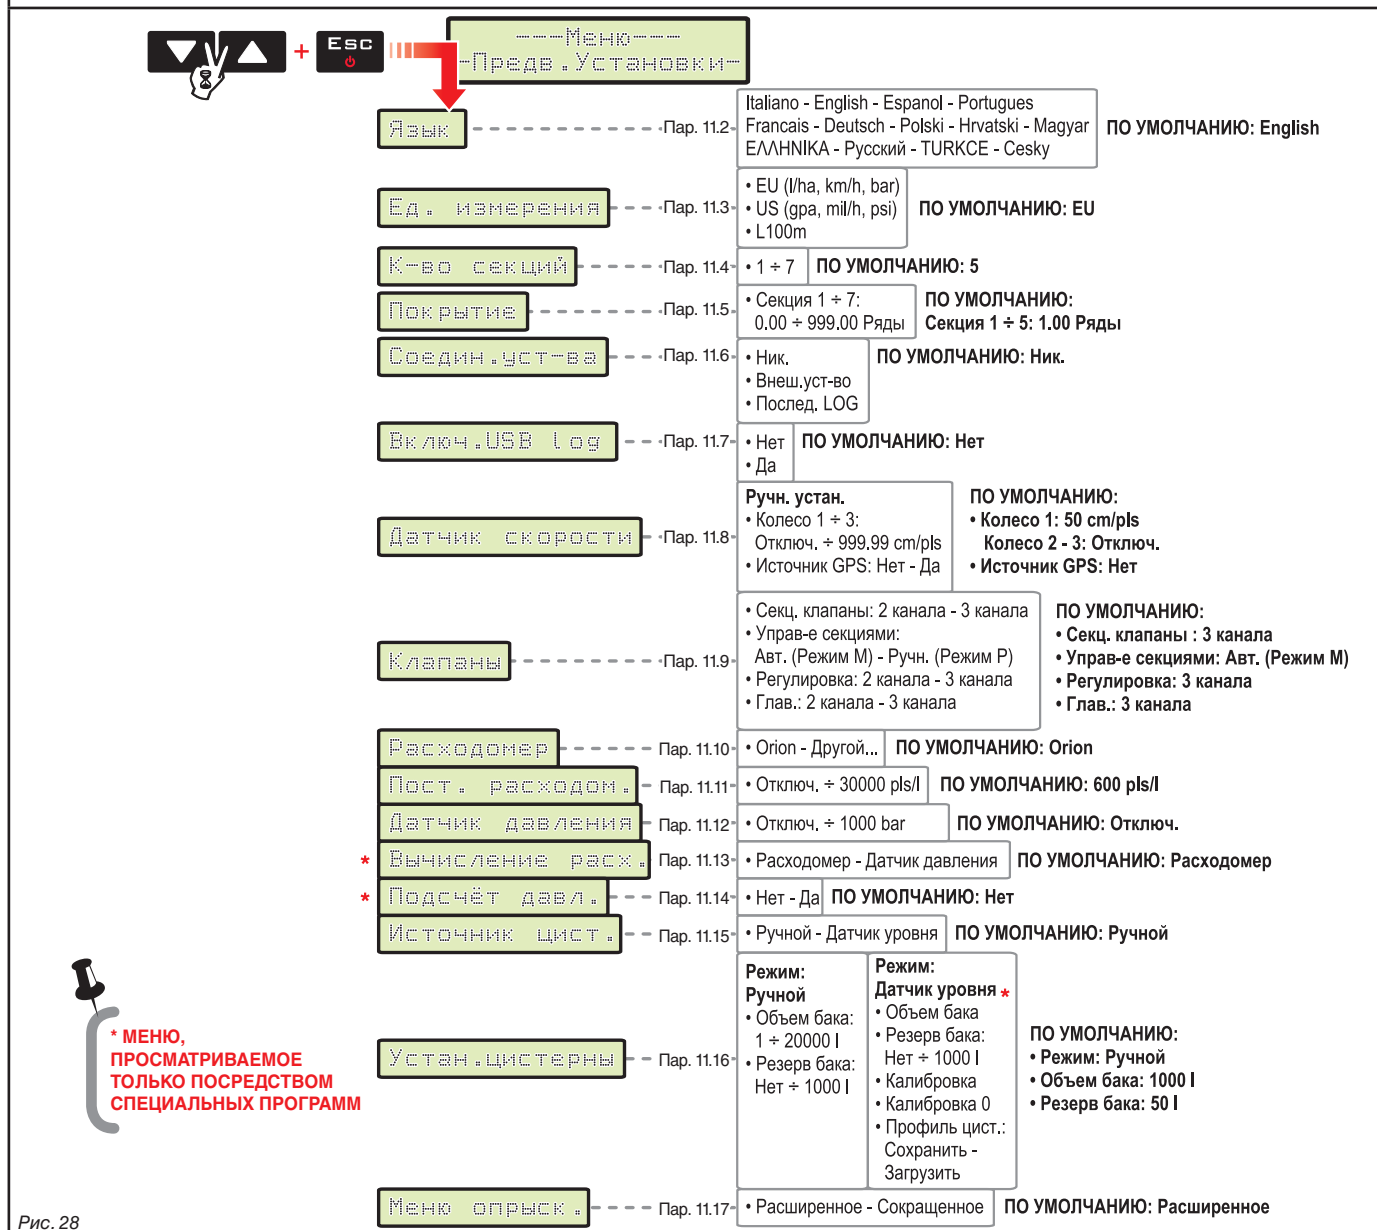 Esc
+
---Меню---
-Предв.Установки-
Язык
Пар. 11.2
Italiano - English - Espanol - Portugues
Francais - Deutsch - Polski - Hrvatski - Magyar
ΕΛΛΗΝΙΚΑ - Русский - TURKCE - Cesky
ПО УМОЛЧАНИЮ: English
Ед. измерения
Пар. 11.3
• EU (l/ha, km/h, bar)
• US (gpa, mil/h, psi)
• L100m
ПО УМОЛЧАНИЮ: EU
К-во секций
Пар. 11.4
• 1 ÷ 7
ПО УМОЛЧАНИЮ: 5
Покрытие
Пар. 11.5
• Секция 1 ÷ 7:
0.00 ÷ 999.00 Ряды
ПО УМОЛЧАНИЮ:
Секция 1 ÷ 5: 1.00 Ряды
Соедин.уст-ва
Пар. 11.6
• Ник.
• Внеш.уст-во
• Послед. LOG
ПО УМОЛЧАНИЮ: Ник.
Включ.USB log
Пар. 11.7
• Нет
• Да
ПО УМОЛЧАНИЮ: Нет
Датчик скорости
Пар. 11.8
Ручн. устан.
• Колесо 1 ÷ 3:
Отключ. ÷ 999.99 cm/pls
• Источник GPS: Нет - Да
ПО УМОЛЧАНИЮ:
• Колесо 1: 50 cm/pls
Колесо 2 - 3: Отключ.
• Источник GPS: Нет
Клапаны
Пар. 11.9
• Секц. клапаны: 2 канала - 3 канала
• Управ-е секциями:
Авт. (Режим М) - Ручн. (Режим Р)
• Регулировка: 2 канала - 3 канала
• Глав.: 2 канала - 3 канала
ПО УМОЛЧАНИЮ:
• Секц. клапаны : 3 канала
• Управ-е секциями: Авт. (Режим М)
• Регулировка: 3 канала
• Глав.: 3 канала
Расходомер
Пар. 11.10
• Orion - Другой...
ПО УМОЛЧАНИЮ: Orion
Пост. расходом.
Пар. 11.11
• Отключ. ÷ 30000 pls/l
ПО УМОЛЧАНИЮ: 600 pls/l
Датчик давления
Пар. 11.12
• Отключ. ÷ 1000 bar
ПО УМОЛЧАНИЮ: Отключ.
* Вычисление расх.
Пар. 11.13
• Расходомер - Датчик давления
ПО УМОЛЧАНИЮ: Расходомер
* Подсчёт давл.
Пар. 11.14
• Нет - Да
ПО УМОЛЧАНИЮ: Нет
Источник цист.
Пар. 11.15
• Ручной - Датчик уровня
ПО УМОЛЧАНИЮ: Ручной
* МЕНЮ,
ПРОСМАТРИВАЕМОЕ
ТОЛЬКО ПОСРЕДСТВОМ
СПЕЦИАЛЬНЫХ ПРОГРАММ
Устан.цистерны
Пар. 11.16
Режим:
Ручной
• Объем бака:
1 ÷ 20000 l
• Резерв бака:
Нет ÷ 1000 l
Режим:
Датчик уровня *
• Объем бака
• Резерв бака:
Нет ÷ 1000 l
• Калибровка
• Калибровка 0
• Профиль цист.:
Сохранить -
Загрузить
ПО УМОЛЧАНИЮ:
• Режим: Ручной
• Объем бака: 1000 l
• Резерв бака: 50 l
Меню опрыск.
Пар. 11.17
• Расширенное - Сокращенное
ПО УМОЛЧАНИЮ: Расширенное
Рис. 28